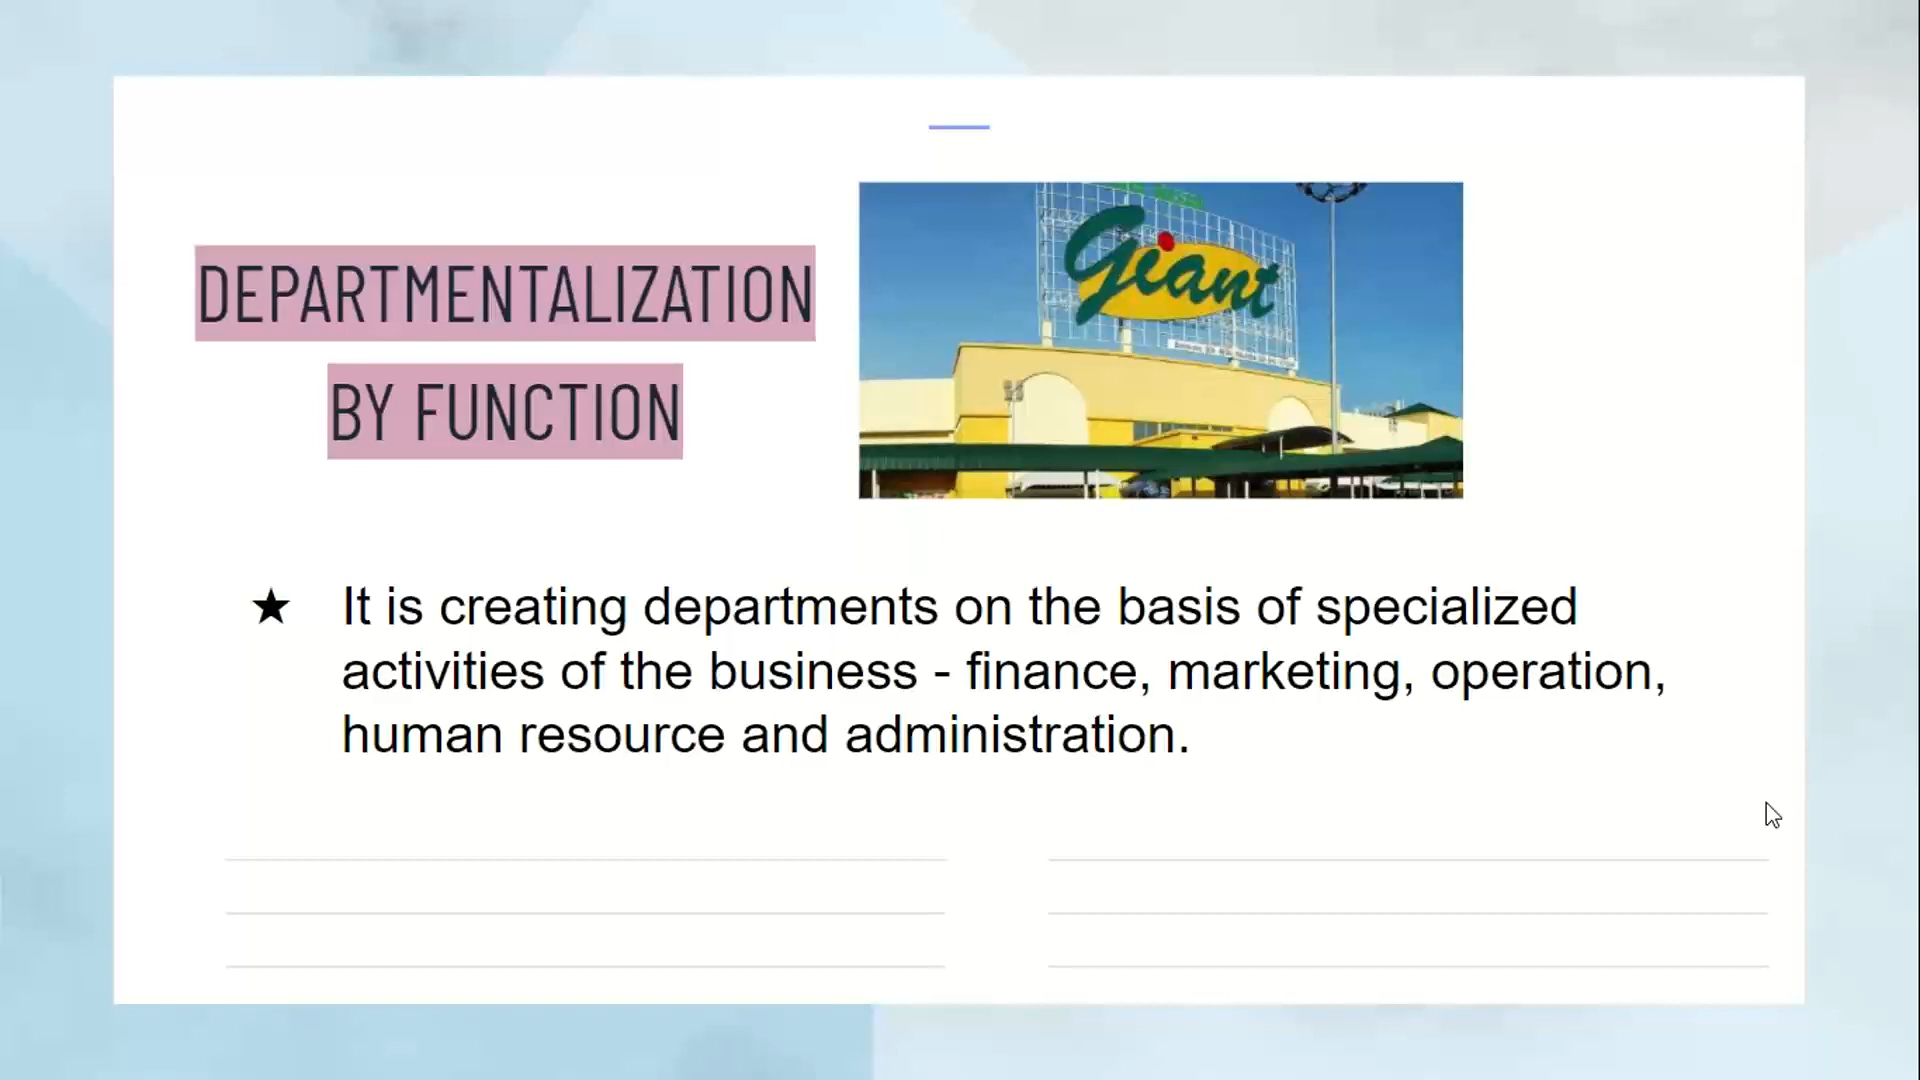 DEPARTMENTALIZATION
BY FUNCTION
Giant
★ It is creating departments on the basis of specialized
activities of the business - finance, marketing, operation,
human resource and administration.